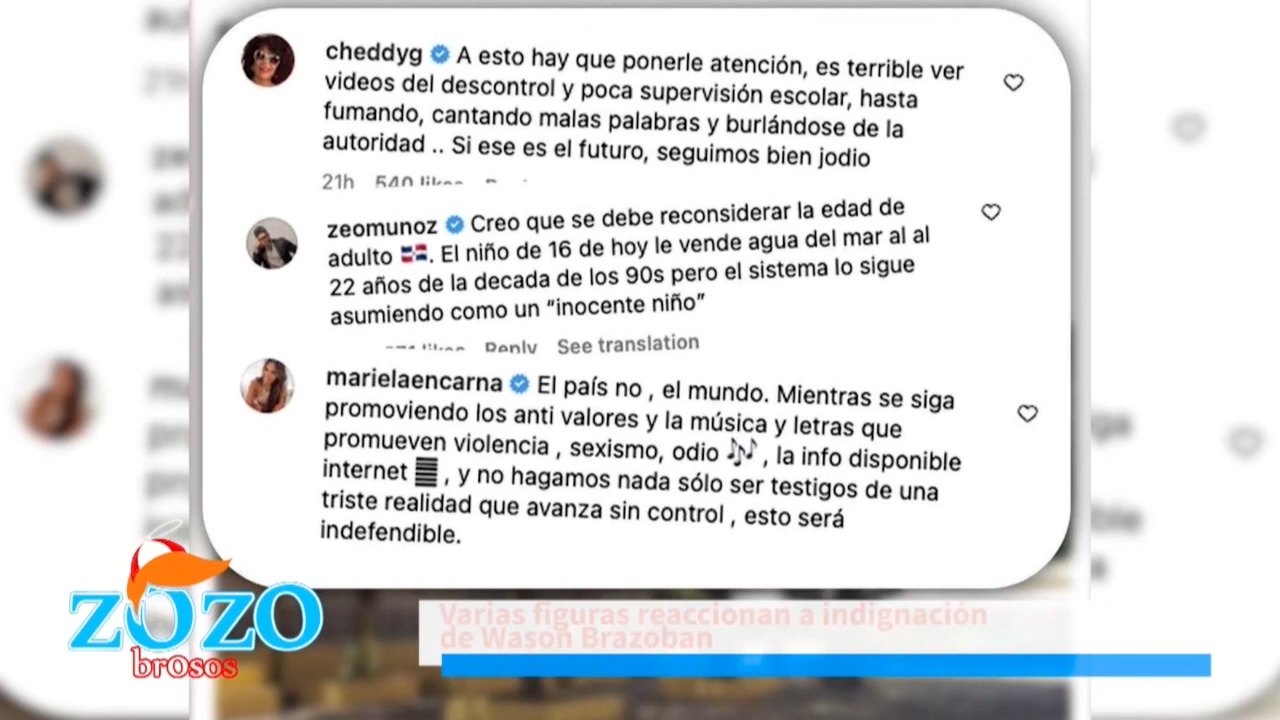 cheddyg A esto hay que ponerle atención, es terrible ver
videos del descontrol y poca supervisión escolar, hasta
fumando, cantando malas palabras y burlándose de la
autoridad .. Si ese es el futuro, seguimos bien jodio
21h 540 likes
zeomunoz Creo que se debe reconsiderar la edad de
adulto 🇩🇴. El niño de 16 de hoy le vende agua del mar al al
22 años de la decada de los 90s pero el sistema lo sigue
asumiendo como un “inocente niño”
Reply See translation
marielaencarna El país no , el mundo. Mientras se siga
promoviendo los anti valores y la música y letras que
promueven violencia , sexismo, odio 🎶 , la info disponible
internet , y no hagamos nada sólo ser testigos de una
triste realidad que avanza sin control , esto será
indefendible.
zozo
brosos
Varias figuras reaccionan a indignación
de Wason Brazoban